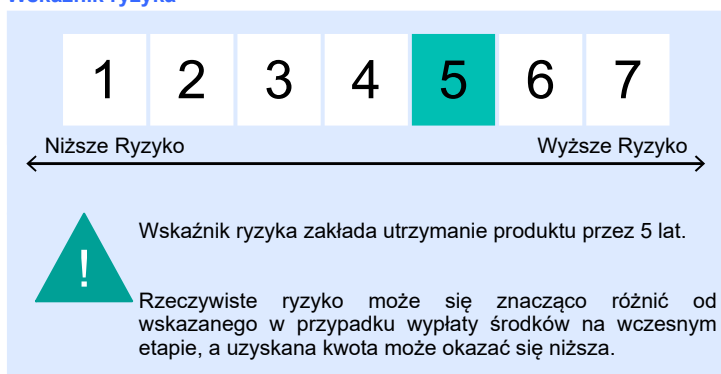 Wskaźnik ryzyka
1 2 3 4 5 6 7
Niższe Ryzyko Wyższe Ryzyko
!
Wskaźnik ryzyka zakłada utrzymanie produktu przez 5 lat.
Rzeczywiste ryzyko może się znacząco różnić od
wskazanego w przypadku wypłaty środków na wczesnym
etapie, a uzyskana kwota może okazać się niższa.